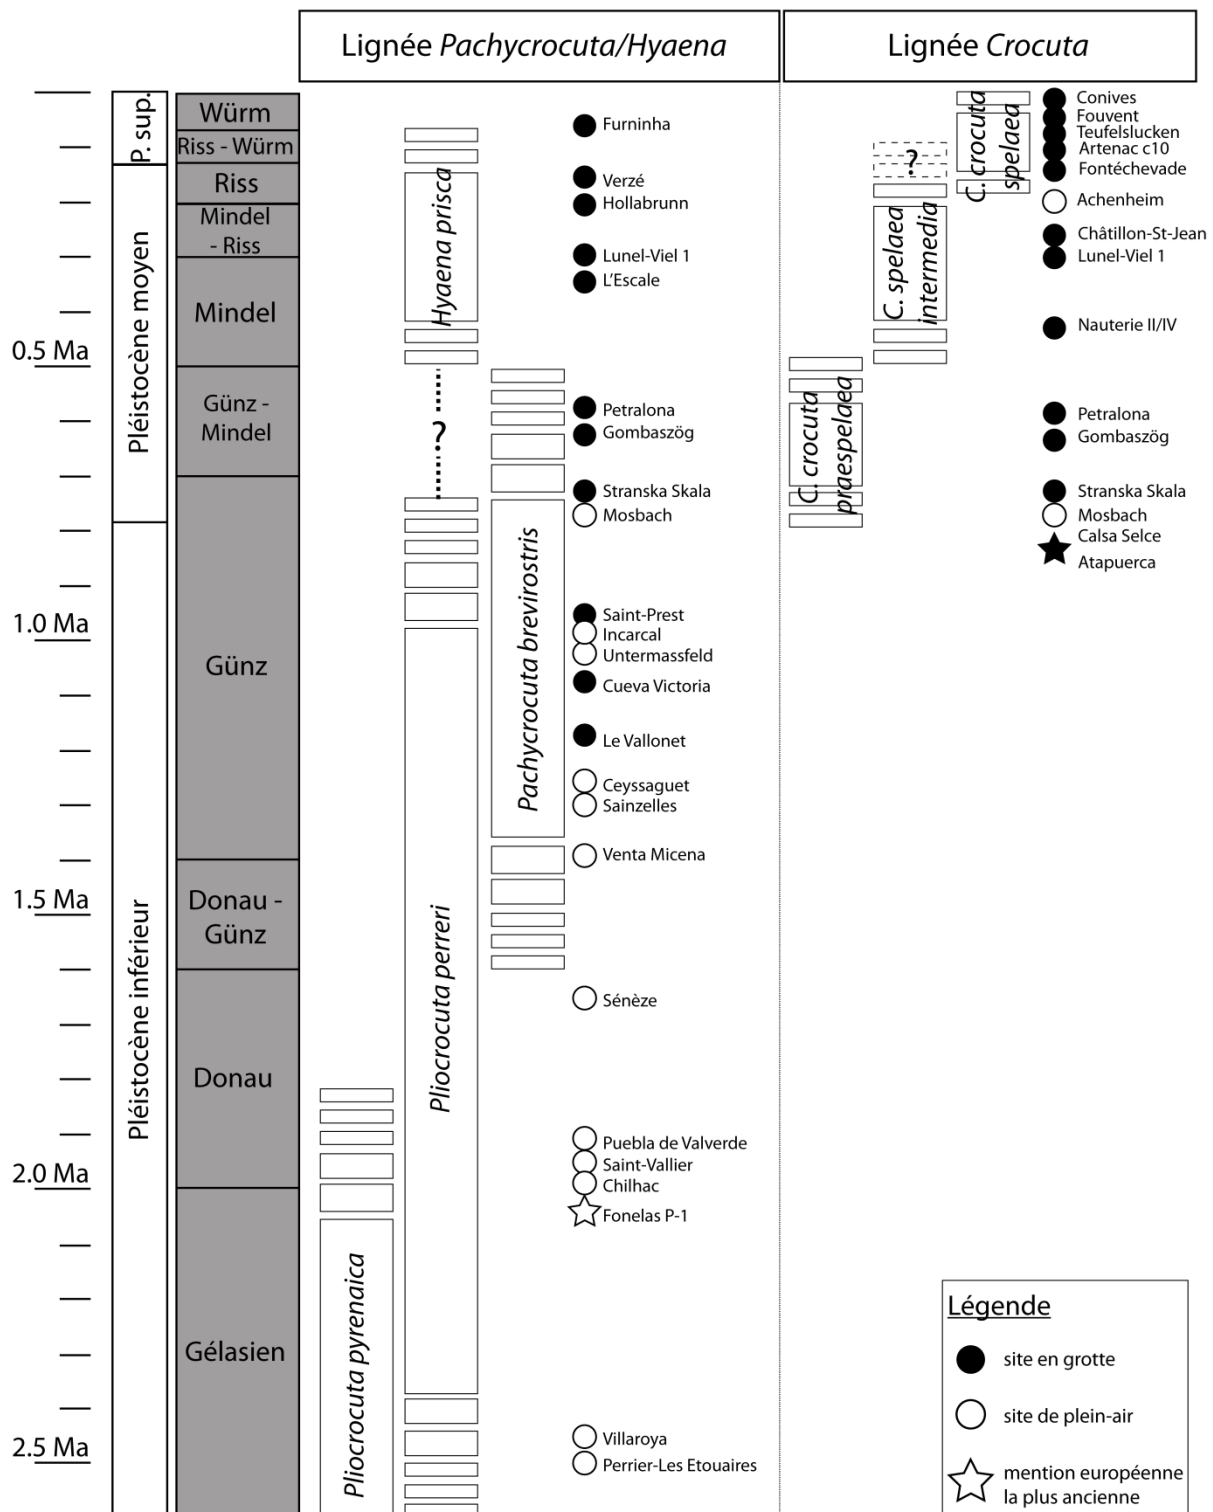 Lignée Pachycrocuta/Hyaena
Lignée Crocuta
0.5 Ma
1.0 Ma
1.5 Ma
2.0 Ma
2.5 Ma
P. sup.
Pléistocène moyen
Pléistocène inférieur
Würm
Riss - Würm
Riss
Mindel
- Riss
Mindel
Günz -
Mindel
Günz
Donau -
Günz
Donau
Gélasien
Pliocrocuta pyrenaica
Hyaena prisca
?
Pliocrocuta perreri
Pachycrocuta brevirostris
Furninha
Verzé
Hollabrunn
Lunel-Viel 1
L'Escale
Petralona
Gombaszög
Stranska Skala
Mosbach
Saint-Prest
Incarcal
Untermassfeld
Cueva Victoria
Le Vallonet
Ceyssaguet
Sainzelles
Venta Micena
Sénèze
Puebla de Valverde
Saint-Vallier
Chilhac
Fonelas P-1
Villaroya
Perrier-Les Etouaires
C. crocuta
praespelaea
?
C. spelaea
intermedia
C. crocuta
spelaea
Conives
Fouvent
Teufelslucken
Artenac c10
Fontéchevade
Achenheim
Châtillon-St-Jean
Lunel-Viel 1
Nauterie II/IV
Petralona
Gombaszög
Stranska Skala
Mosbach
Calsa Selce
Atapuerca
Légende
site en grotte
site de plein-air
mention européenne
la plus ancienne